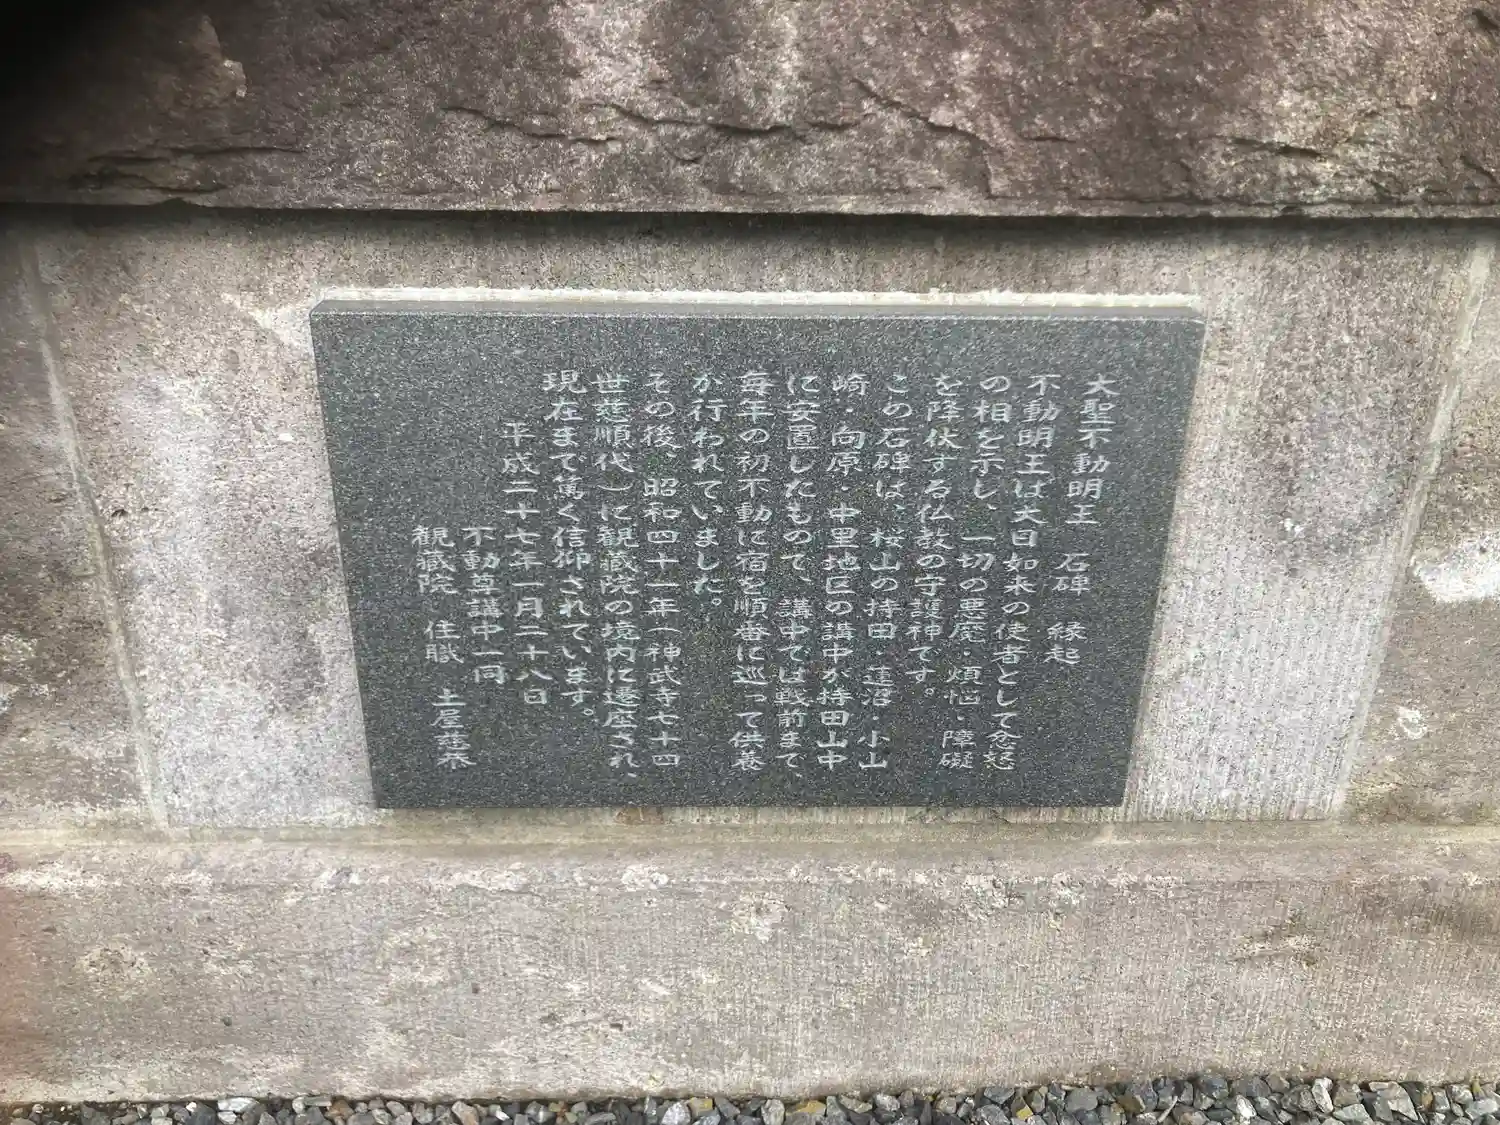 大聖不動明王 石碑 縁起
不動明王は大日如来の使者として忿怒
の相を示し、一切の悪魔・煩悩・障礙
を降伏する仏教の守護神です。
この石碑は、桜山の持田・蓮沼・小山
崎・向原・中里地区の講中が持田山中
に安置したもので、講中では戦前まで、
毎年の初不動に宿を順番に巡って供養
が行われていました。
その後、昭和四十一年(神武寺七十四
世慈順代)に観蔵院の境内に遷座され、
現在まで篤く信仰されています。
平成二十七年一月二十八日
不動尊講中一同
観蔵院 住職 土屋慈恭